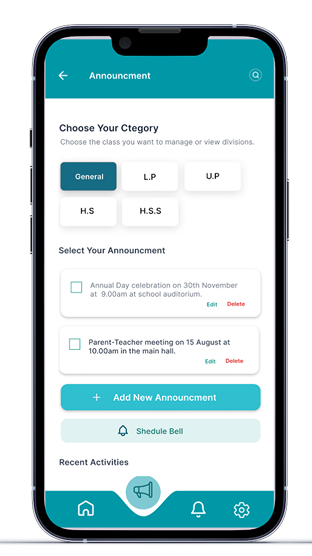 Announcment
Choose Your Ctegory
Choose the class you want to manage or view divisions.
General
L.P
U.P
H.S
H.S.S
Select Your Announcment
Annual Day celebration on 30th November
at 9.00am at school auditorium.
Edit Delete
Parent-Teacher meeting on 15 August at
10.00am in the main hall.
Edit Delete
+ Add New Announcment
Shedule Bell
Recent Activities